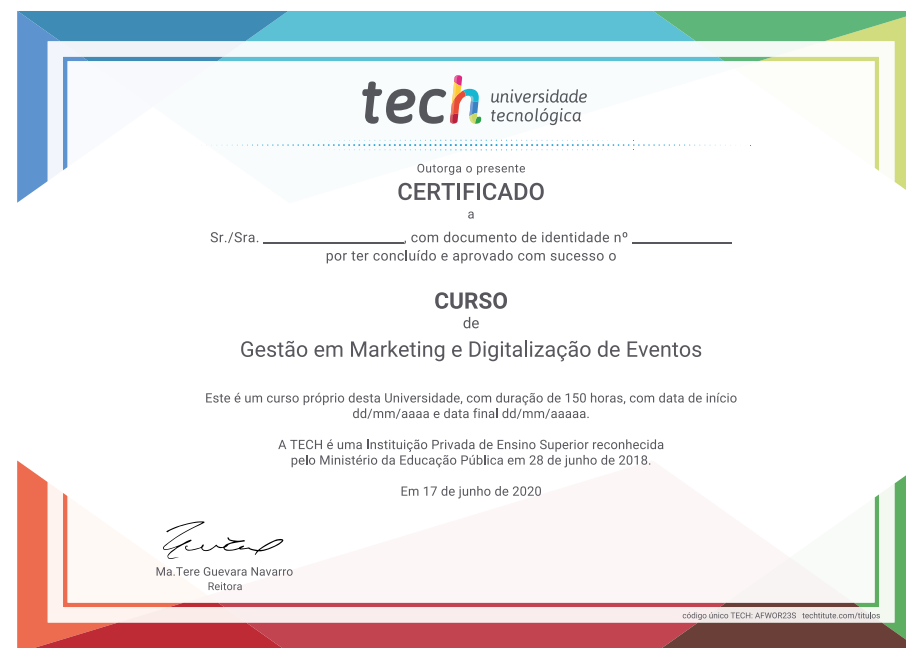 tech universidade
tecnológica
Outorga o presente
CERTIFICADO
a
Sr./Sra. ____________, com documento de identidade nº ____________
por ter concluído e aprovado com sucesso o
CURSO
de
Gestão em Marketing e Digitalização de Eventos
Este é um curso próprio desta Universidade, com duração de 150 horas, com data de início
dd/mm/aaaa e data final dd/mm/aaaaa.
A TECH é uma Instituição Privada de Ensino Superior reconhecida
pelo Ministério da Educação Pública em 28 de junho de 2018.
Em 17 de junho de 2020
Ma.Tere Guevara Navarro
Reitora
código único TECH: AFWOR23S techtitute.com/titulos